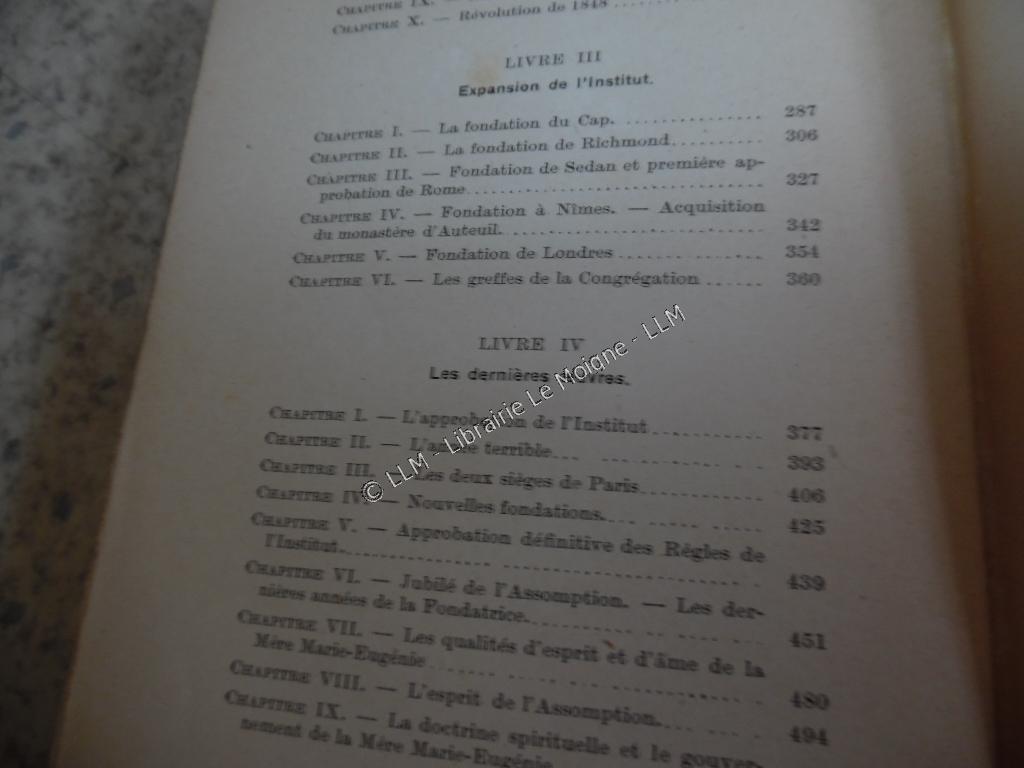 CHAPITRE IX. —
CHAPITRE X. — Révolution de 1848 ........
LIVRE III
Expansion de l'Institut.
CHAPITRE I. — La fondation du Cap. ................ 287
CHAPITRE II. — La fondation de Richmond.......... 306
CHAPITRE III. — Fondation de Sedan et première ap-
probation de Rome................................ 327
CHAPITRE IV. — Fondation à Nîmes. — Acquisition
du monastère d'Auteuil............................ 342
CHAPITRE V. — Fondation de Londres ............... 354
CHAPITRE VI. — Les greffes de la Congrégation ...... 360
LIVRE IV
Les dernières œuvres.
CHAPITRE I. — L'approbation de l'Institut ............ 377
CHAPITRE II. — L'année terrible.................... 393
CHAPITRE III. — Les deux sièges de Paris............ 406
CHAPITRE IV. — Nouvelles fondations............... 425
CHAPITRE V. — Approbation définitive des Règles de
l'Institut........................................ 439
CHAPITRE VI. — Jubilé de l'Assomption. — Les der-
nières années de la Fondatrice..................... 451
CHAPITRE VII. — Les qualités d'esprit et d'âme de la
Mère Marie-Eugénie .............................. 480
CHAPITRE VIII. — L'esprit de l'Assomption........... 494
CHAPITRE IX. — La doctrine spirituelle et le gouver-
nement de la Mère Marie-Eugénie
© LLM - Librairie Le Moigne - LLM